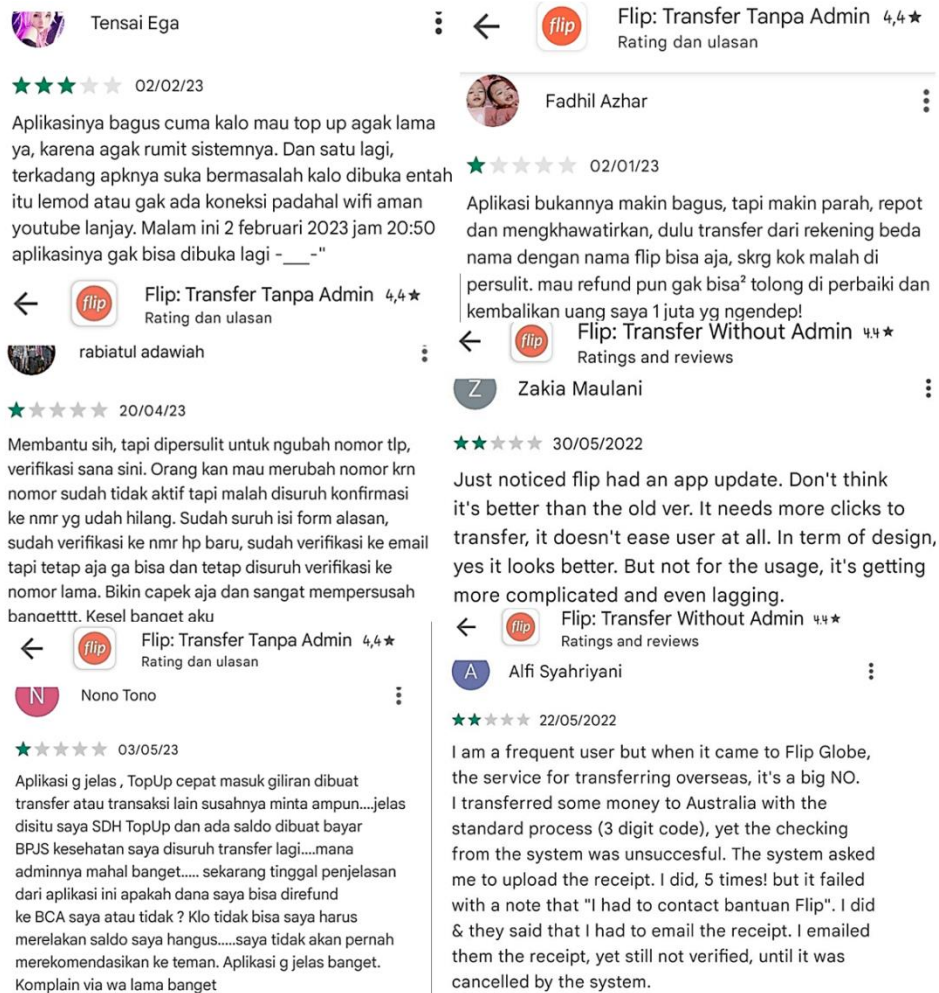 Tensai Ega
02/02/23
Aplikasinya bagus cuma kalo mau top up agak lama
ya, karena agak rumit sistemnya. Dan satu lagi,
terkadang apknya suka bermasalah kalo dibuka entah
itu lemod atau gak ada koneksi padahal wifi aman
youtube lanjay. Malam ini 2 februari 2023 jam 20:50
aplikasinya gak bisa dibuka lagi -___-"
flip
Flip: Transfer Tanpa Admin 4,4★
Rating dan ulasan
rabiatul adawiah
20/04/23
Membantu sih, tapi dipersulit untuk ngubah nomor tlp,
verifikasi sana sini. Orang kan mau merubah nomor krn
nomor sudah tidak aktif tapi malah disuruh konfirmasi
ke nmr yg udah hilang. Sudah suruh isi form alasan,
sudah verifikasi ke nmr hp baru, sudah verifikasi ke email
tapi tetap aja ga bisa dan tetap disuruh verifikasi ke
nomor lama. Bikin capek aja dan sangat mempersusah
bangetttt. Kesel banget aku
flip
Flip: Transfer Tanpa Admin 4,4★
Rating dan ulasan
N
Nono Tono
03/05/23
Aplikasi g jelas , TopUp cepat masuk giliran dibuat
transfer atau transaksi lain susahnya minta ampun....jelas
disitu saya SDH TopUp dan ada saldo dibuat bayar
BPJS kesehatan saya disuruh transfer lagi....mana
adminnya mahal banget..... sekarang tinggal penjelasan
dari aplikasi ini apakah dana saya bisa direfund
ke BCA saya atau tidak ? Klo tidak bisa saya harus
merelakan saldo saya hangus.....saya tidak akan pernah
merekomendasikan ke teman. Aplikasi g jelas banget.
Komplain via wa lama banget
flip
Flip: Transfer Tanpa Admin 4,4★
Rating dan ulasan
Fadhil Azhar
02/01/23
Aplikasi bukannya makin bagus, tapi makin parah, repot
dan mengkhawatirkan, dulu transfer dari rekening beda
nama dengan nama flip bisa aja, skrg kok malah di
persulit. mau refund pun gak bisa² tolong di perbaiki dan
kembalikan uang saya 1 juta yg ngendep!
flip
Flip: Transfer Without Admin 4.4★
Ratings and reviews
Z
Zakia Maulani
30/05/2022
Just noticed flip had an app update. Don't think
it's better than the old ver. It needs more clicks to
transfer, it doesn't ease user at all. In term of design,
yes it looks better. But not for the usage, it's getting
more complicated and even lagging.
flip
Flip: Transfer Without Admin 4.4★
Ratings and reviews
A
Alfi Syahriyani
22/05/2022
I am a frequent user but when it came to Flip Globe,
the service for transferring overseas, it's a big NO.
I transferred some money to Australia with the
standard process (3 digit code), yet the checking
from the system was unsuccesful. The system asked
me to upload the receipt. I did, 5 times! but it failed
with a note that "I had to contact bantuan Flip". I did
& they said that I had to email the receipt. I emailed
them the receipt, yet still not verified, until it was
cancelled by the system.